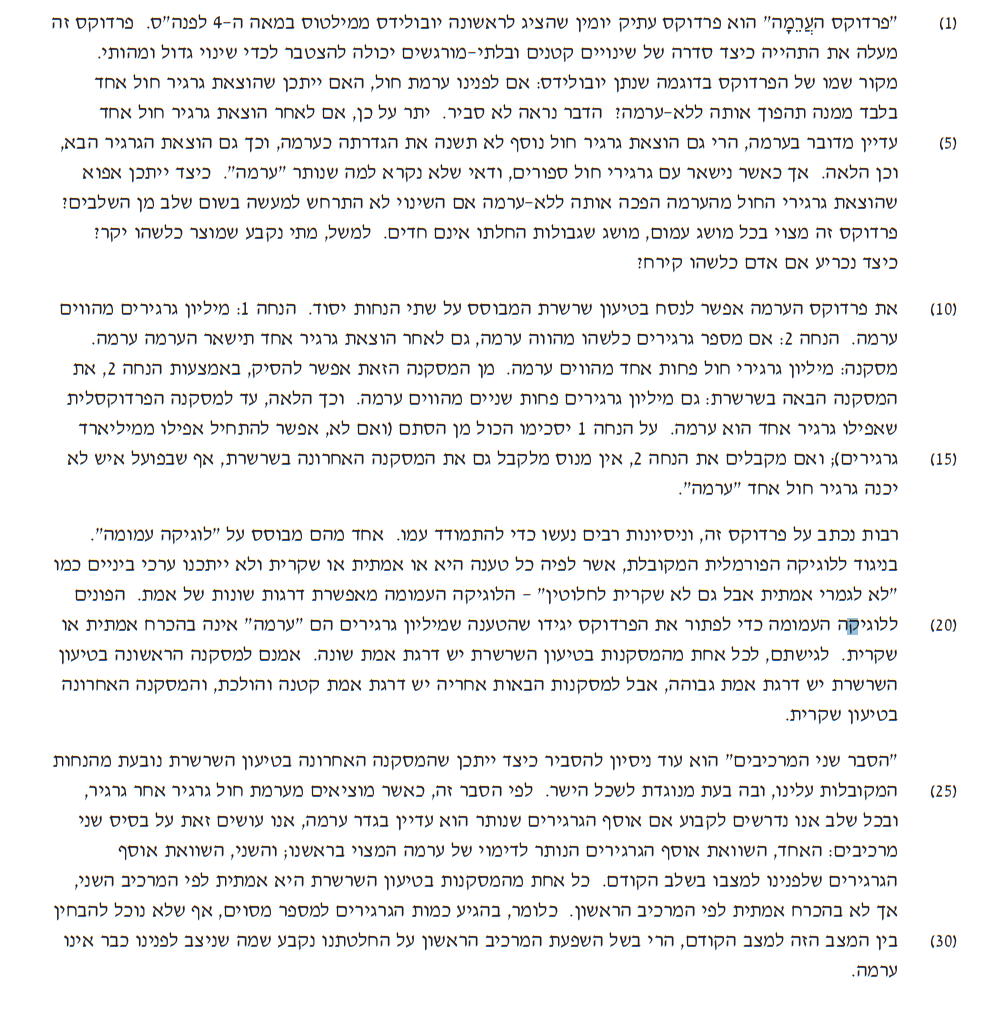 (1) "פרדוקס העֲרֵמָה" הוא פרדוקס עתיק יומין שהציג לראשונה יובולידס ממילטוס במאה ה-4 לפנה"ס. פרדוקס זה
מעלה את התהייה כיצד סדרה של שינויים קטנים ובלתי-מורגשים יכולה להצטבר לכדי שינוי גדול ומהותי.
מקור שמו של הפרדוקס בדוגמה שנתן יובולידס: אם לפנינו ערמת חול, האם ייתכן שהוצאת גרגיר חול אחד
בלבד ממנה תהפוך אותה ללא-ערמה? הדבר נראה לא סביר. יתר על כן, אם לאחר הוצאת גרגיר חול אחד
(5) עדיין מדובר בערמה, הרי גם הוצאת גרגיר חול נוסף לא תשנה את הגדרתה כערמה, וכך גם הוצאת הגרגיר הבא,
וכן הלאה. אך כאשר נישאר עם גרגירי חול ספורים, ודאי שלא נקרא למה שנותר "ערמה". כיצד ייתכן אפוא
שהוצאת גרגירי החול מהערמה הפכה אותה ללא-ערמה אם השינוי לא התרחש למעשה בשום שלב מן השלבים?
פרדוקס זה מצוי בכל מושג עמום, מושג שגבולות החלתו אינם חדים. למשל, מתי נקבע שמוצר כלשהו יקר?
כיצד נכריע אם אדם כלשהו קירח?
(10) את פרדוקס הערמה אפשר לנסח בטיעון שרשרת המבוסס על שתי הנחות יסוד. הנחה 1: מיליון גרגירים מהווים
ערמה. הנחה 2: אם מספר גרגירים כלשהו מהווה ערמה, גם לאחר הוצאת גרגיר אחד תישאר הערמה ערמה.
מסקנה: מיליון גרגירי חול פחות אחד מהווים ערמה. מן המסקנה הזאת אפשר להסיק, באמצעות הנחה 2, את
המסקנה הבאה בשרשרת: גם מיליון גרגירים פחות שניים מהווים ערמה. וכך הלאה, עד למסקנה הפרדוקסלית
שאפילו גרגיר אחד הוא ערמה. על הנחה 1 יסכימו הכול מן הסתם (ואם לא, אפשר להתחיל אפילו ממיליארד
(15) גרגירים); ואם מקבלים את הנחה 2, אין מנוס מלקבל גם את המסקנה האחרונה בשרשרת, אף שבפועל איש לא
יכנה גרגיר חול אחד "ערמה".
רבות נכתב על פרדוקס זה, וניסיונות רבים נעשו כדי להתמודד עמו. אחד מהם מבוסס על "לוגיקה עמומה".
בניגוד ללוגיקה הפורמלית המקובלת, אשר לפיה כל טענה היא או אמתית או שקרית ולא ייתכנו ערכי ביניים כמו
"לא לגמרי אמתית אבל גם לא שקרית לחלוטין" - הלוגיקה העמומה מאפשרת דרגות שונות של אמת. הפונים
(20) ללוגיקה העמומה כדי לפתור את הפרדוקס יגידו שהטענה שמיליון גרגירים הם "ערמה" אינה בהכרח אמתית או
שקרית. לגישתם, לכל אחת מהמסקנות בטיעון השרשרת יש דרגת אמת שונה. אמנם למסקנה הראשונה בטיעון
השרשרת יש דרגת אמת גבוהה, אבל למסקנות הבאות אחריה יש דרגת אמת קטנה והולכת, והמסקנה האחרונה
בטיעון שקרית.
"הסבר שני המרכיבים" הוא עוד ניסיון להסביר כיצד ייתכן שהמסקנה האחרונה בטיעון השרשרת נובעת מהנחות
(25) המקובלות עלינו, ובה בעת מנוגדת לשכל הישר. לפי הסבר זה, כאשר מוציאים מערמת חול גרגיר אחר גרגיר,
ובכל שלב אנו נדרשים לקבוע אם אוסף הגרגירים שנותר הוא עדיין בגדר ערמה, אנו עושים זאת על בסיס שני
מרכיבים: האחד, השוואת אוסף הגרגירים הנותר לדימוי של ערמה המצוי בראשנו; והשני, השוואת אוסף
הגרגירים שלפנינו למצבו בשלב הקודם. כל אחת מהמסקנות בטיעון השרשרת היא אמתית לפי המרכיב השני,
אך לא בהכרח אמתית לפי המרכיב הראשון. כלומר, בהגיע כמות הגרגירים למספר מסוים, אף שלא נוכל להבחין
(30) בין המצב הזה למצב הקודם, הרי בשל השפעת המרכיב הראשון על החלטתנו נקבע שמה שניצב לפנינו כבר אינו
ערמה.